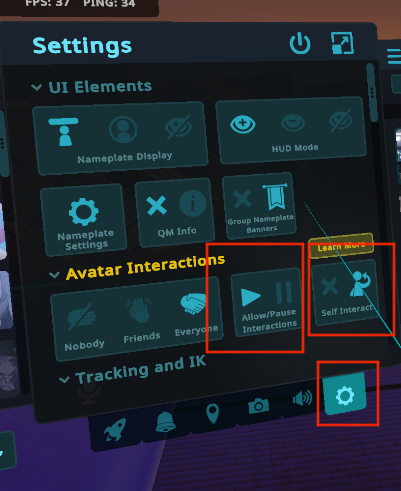 FPS: 37 PING: 34
Settings
UI Elements
Nameplate Display
HUD Mode
Nameplate
Settings
QM Info
Group Nameplate
Banners
Learn More
Avatar Interactions
Nobody
Friends
Everyone
Allow/Pause
Interactions
Self Interact
Tracking and IK